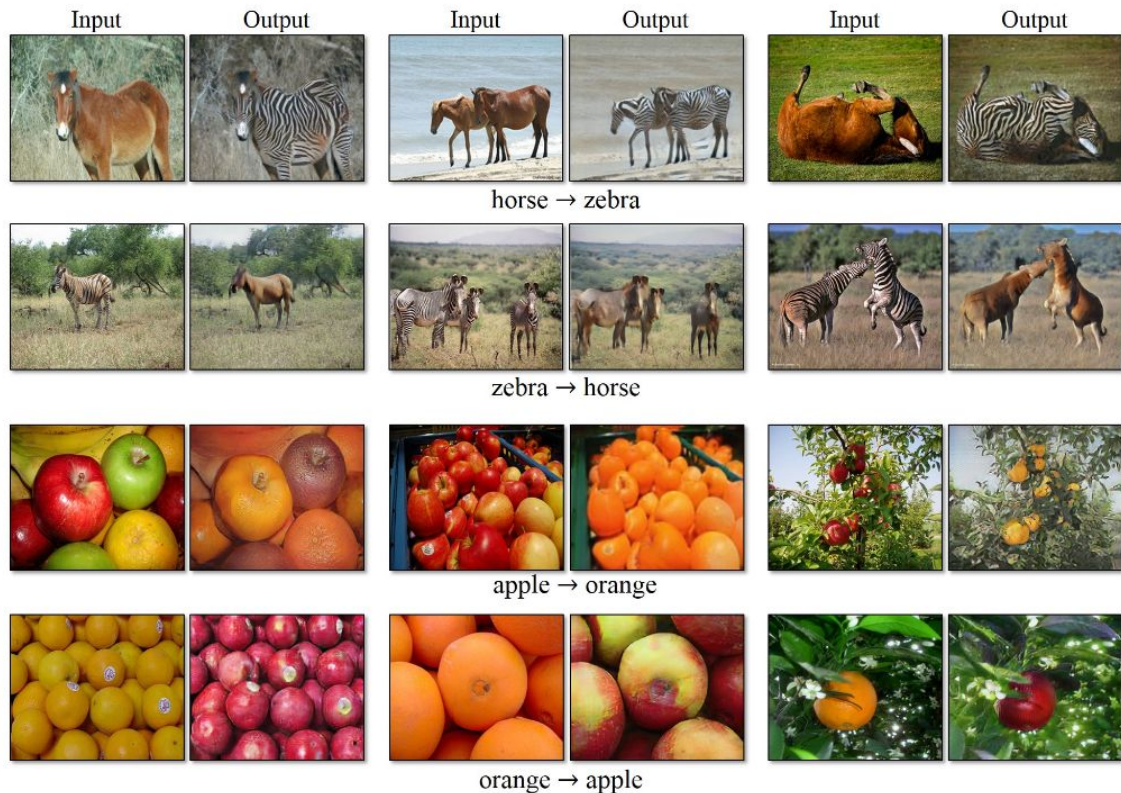 Input Output Input Output Input Output
horse → zebra
zebra → horse
apple → orange
orange → apple